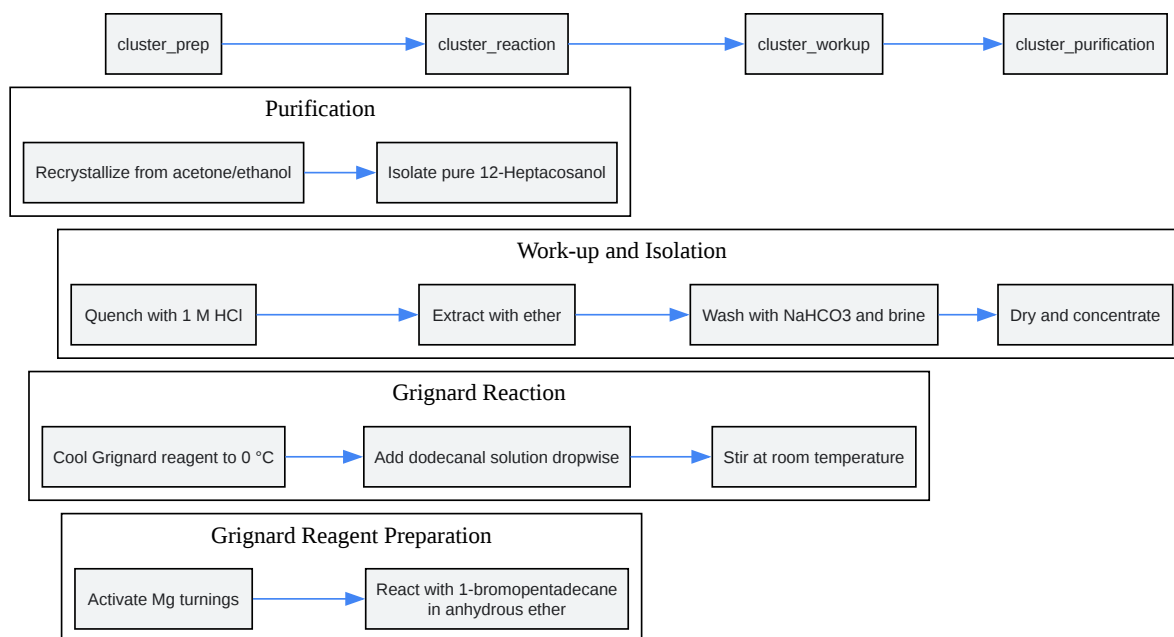 cluster_prep
cluster_reaction
cluster_workup
cluster_purification
Purification
Recrystallize from acetone/ethanol
Isolate pure 12-Heptacosanol
Work-up and Isolation
Quench with 1 M HCl
Extract with ether
Wash with NaHCO3 and brine
Dry and concentrate
Grignard Reaction
Cool Grignard reagent to 0 °C
Add dodecanal solution dropwise
Stir at room temperature
Grignard Reagent Preparation
Activate Mg turnings
React with 1-bromopentadecane
in anhydrous ether